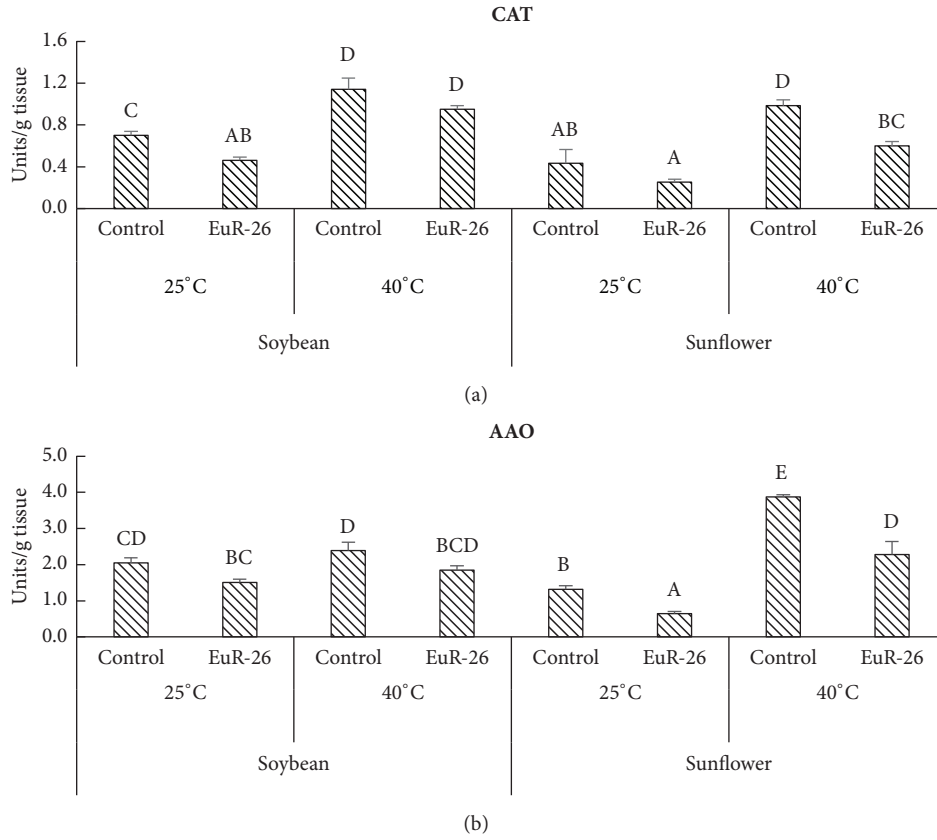 CAT
Units/g tissue
1.6
1.2
0.8
0.4
0.0
C AB D D AB A D BC
Control EuR-26 Control EuR-26 Control EuR-26 Control EuR-26
25°C 40°C 25°C 40°C
Soybean Sunflower
(a)
AAO
Units/g tissue
5.0
4.0
3.0
2.0
1.0
0.0
CD BC D BCD B A E D
Control EuR-26 Control EuR-26 Control EuR-26 Control EuR-26
25°C 40°C 25°C 40°C
Soybean Sunflower
(b)